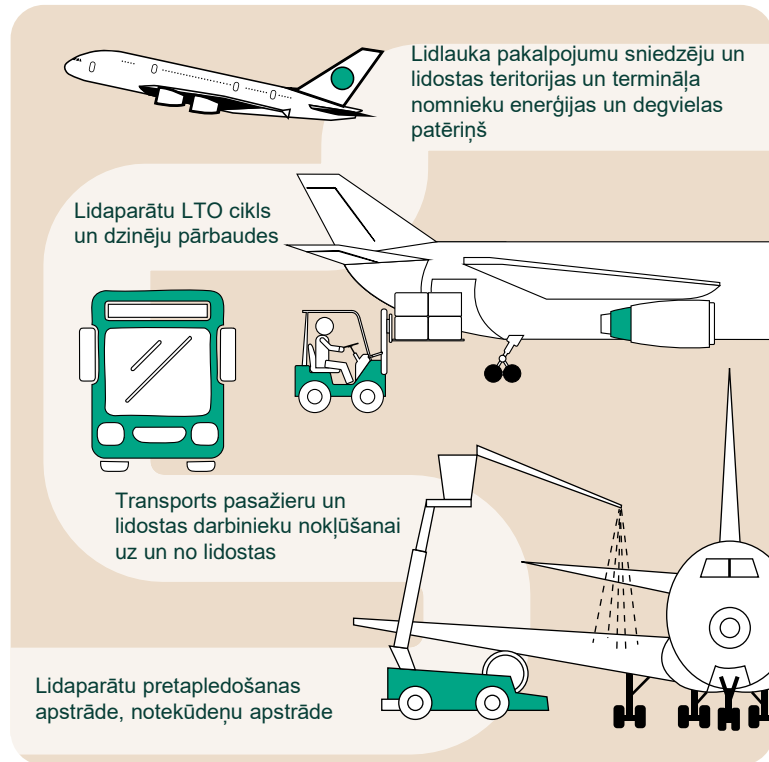 Lidlauka pakalpojumu sniedzēju un
lidostas teritorijas un termināļa
nomnieku enerģijas un degvielas
patēriņš
Lidaparātu LTO cikls
un dzinēju pārbaudes
Transports pasažieru un
lidostas darbinieku nokļūšanai
uz un no lidostas
Lidaparātu pretapledošanas
apstrāde, notekūdeņu apstrāde